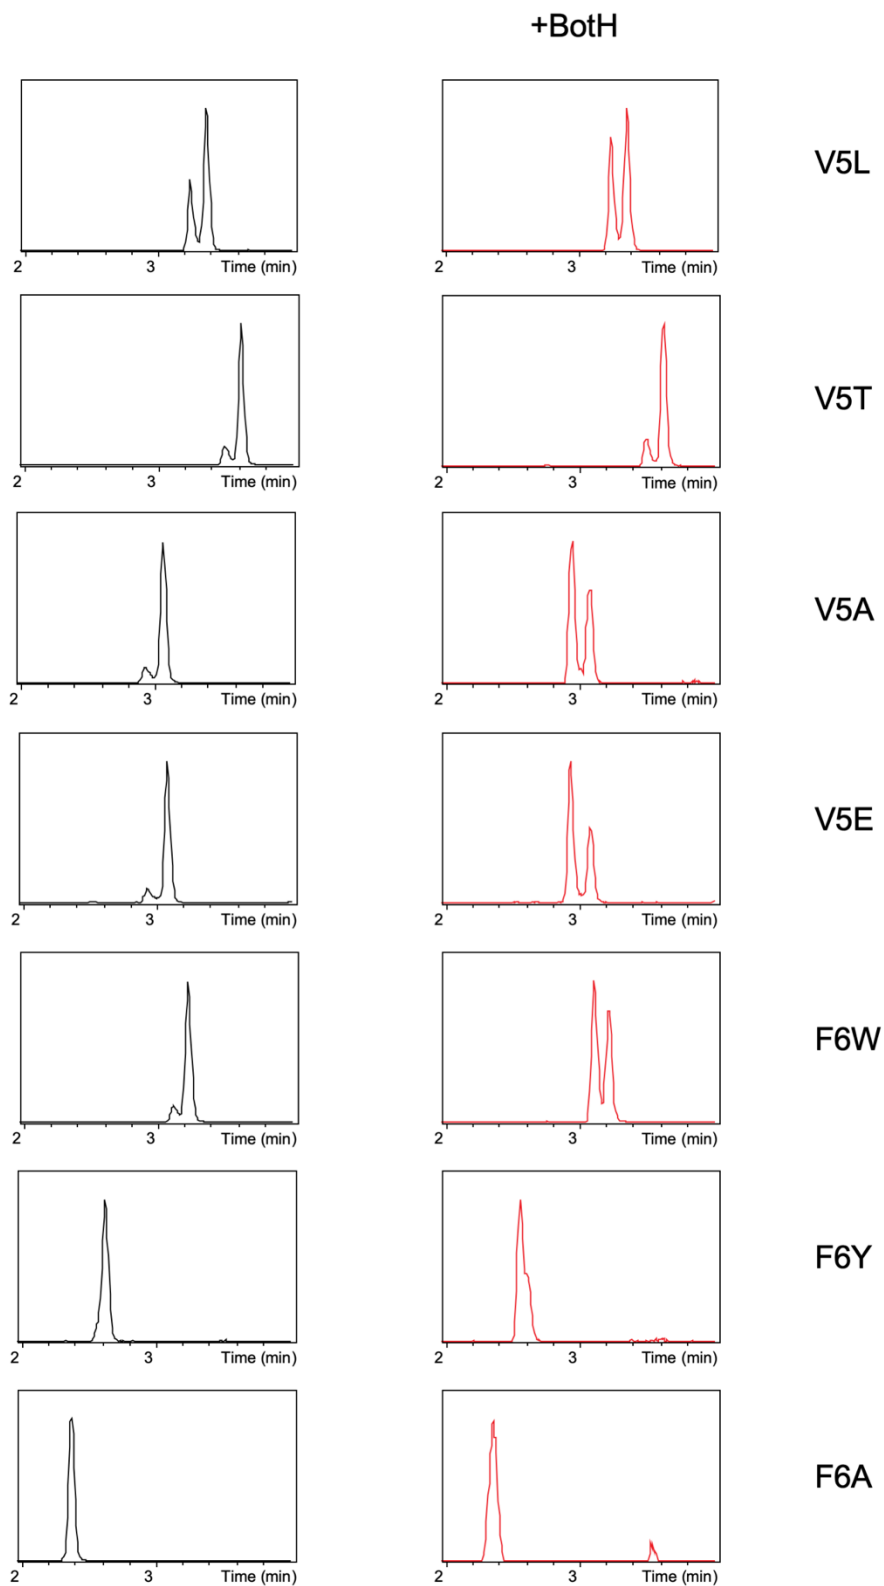 +BotH
2 3 Time (min) 2 3 Time (min) V5L
2 3 Time (min) 2 3 Time (min) V5T
2 3 Time (min) 2 3 Time (min) V5A
2 3 Time (min) 2 3 Time (min) V5E
2 3 Time (min) 2 3 Time (min) F6W
2 3 Time (min) 2 3 Time (min) F6Y
2 3 Time (min) 2 3 Time (min) F6A